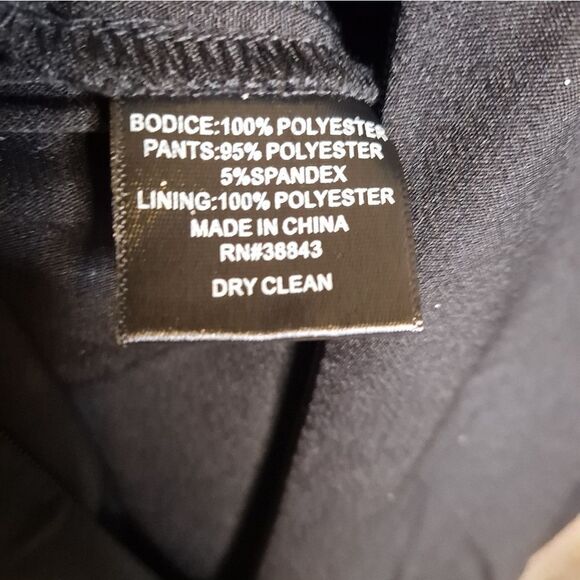 BODICE:100% POLYESTER
PANTS:95% POLYESTER
5%SPANDEX
LINING:100% POLYESTER
MADE IN CHINA
RN#38843
DRY CLEAN